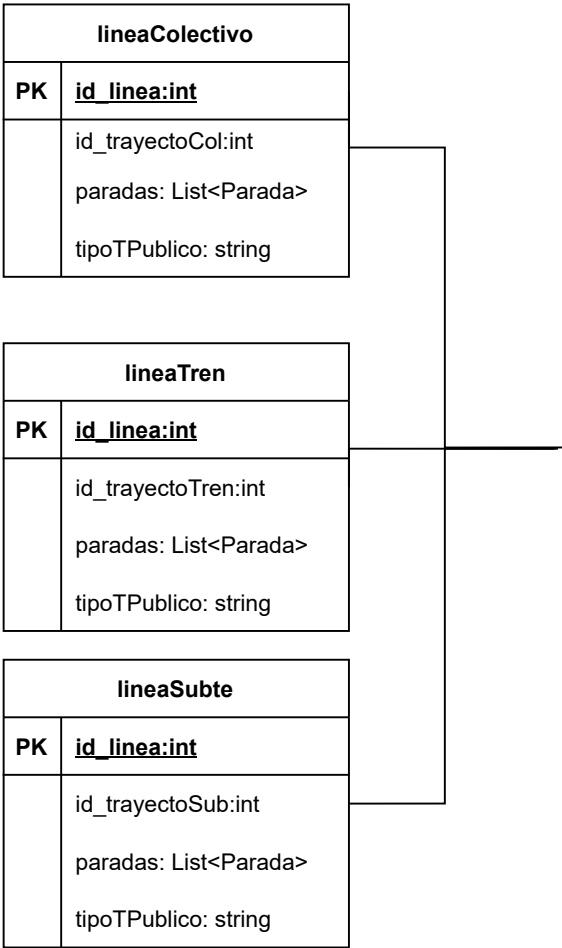 lineaColectivo
PK id_linea:int
id_trayectoCol:int
paradas: List<Parada>
tipoTPublico: string
lineaTren
PK id_linea:int
id_trayectoTren:int
paradas: List<Parada>
tipoTPublico: string
lineaSubte
PK id_linea:int
id_trayectoSub:int
paradas: List<Parada>
tipoTPublico: string